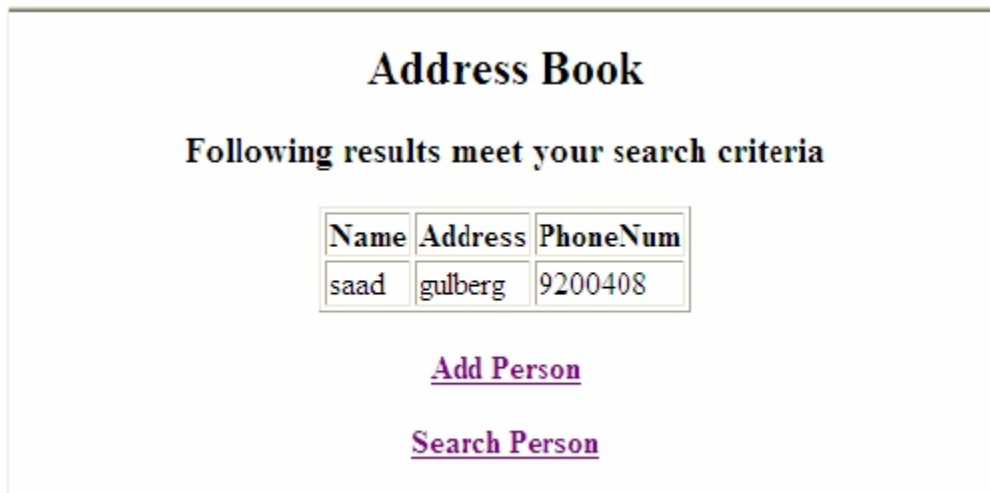 Address Book
Following results meet your search criteria
Name Address PhoneNum
saad gulberg 9200408
Add Person
Search Person